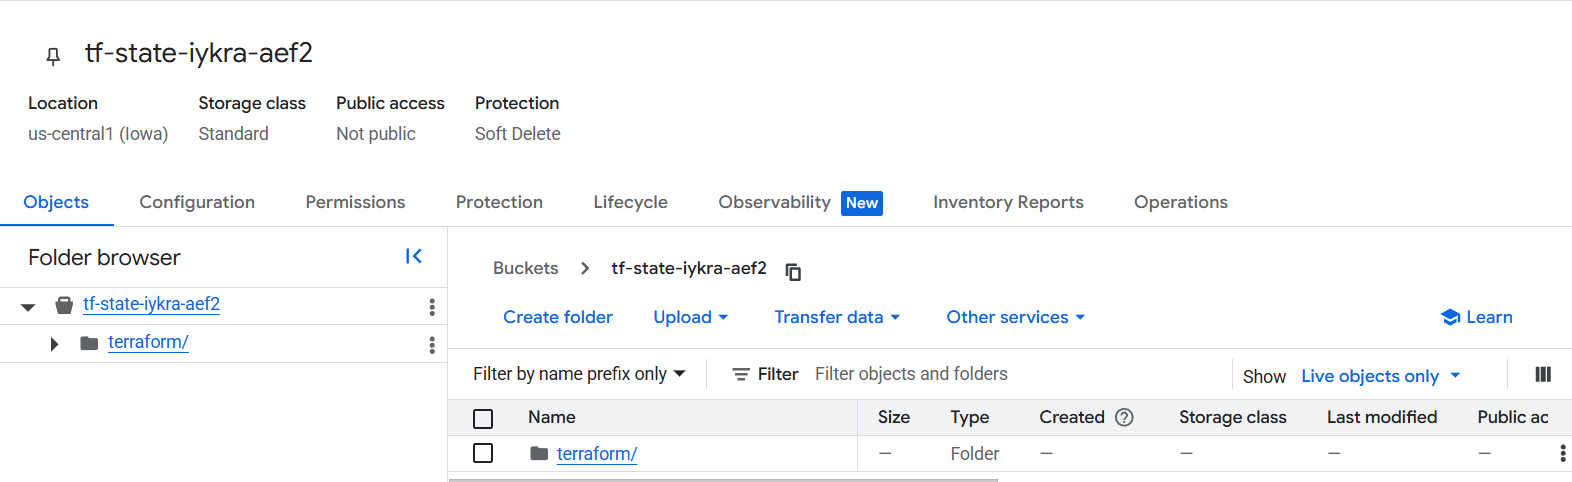 tf-state-iykra-aef2
Location Storage class Public access Protection
us-central1 (Iowa) Standard Not public Soft Delete
Objects Configuration Permissions Protection Lifecycle Observability New Inventory Reports Operations
Folder browser
tf-state-iykra-aef2
terraform/
Buckets > tf-state-iykra-aef2
Create folder Upload Transfer data Other services Learn
Filter by name prefix only Filter Filter objects and folders Show Live objects only
Name Size Type Created Storage class Last modified Public ac
terraform/ — Folder — — — —